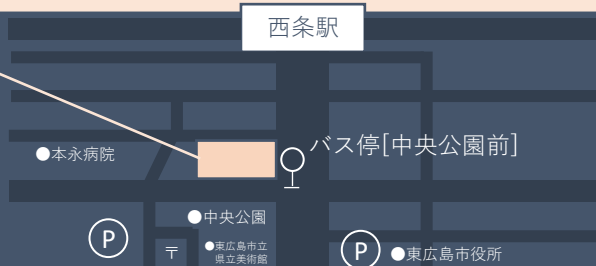 西条駅
バス停[中央公園前]
●本永病院
●中央公園
P
〒
●東広島市立
県立美術館
P
●東広島市役所